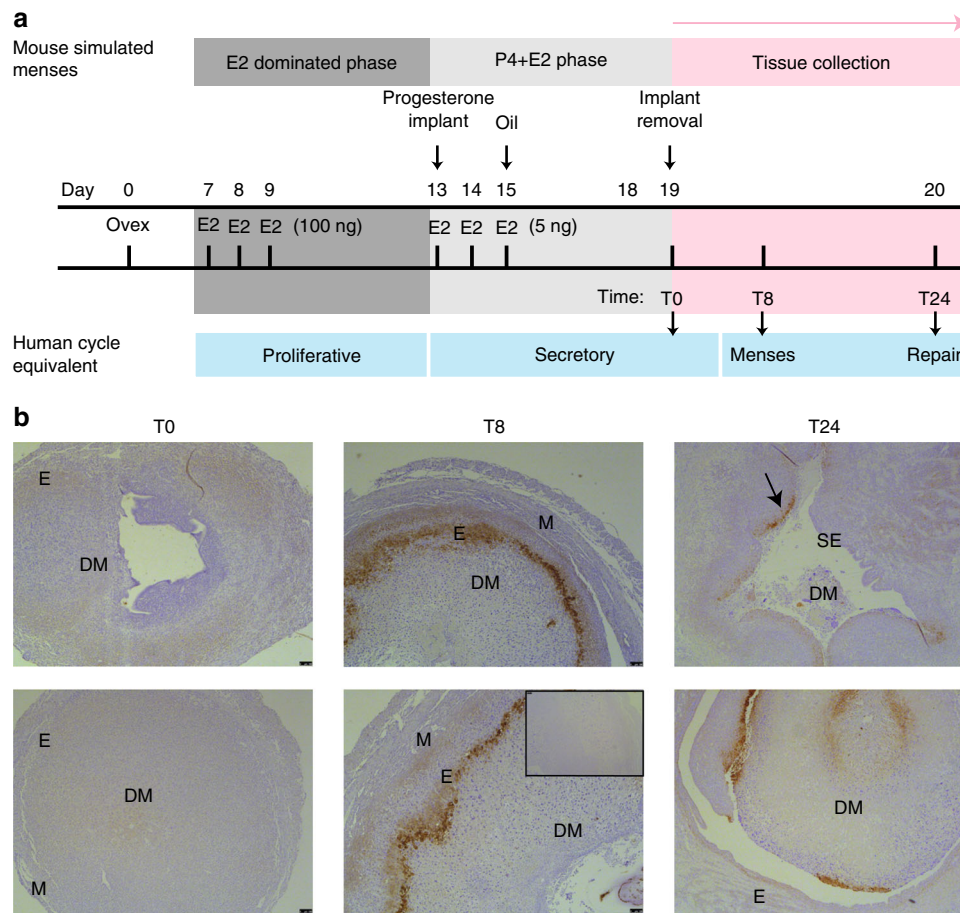 a
Mouse simulated
menses
E2 dominated phase
P4+E2 phase
Tissue collection
Progesterone
implant
Oil
Implant
removal
Day 0 7 8 9 13 14 15 18 19 20
Ovex E2 E2 E2 (100 ng) E2 E2 E2 (5 ng)
Time: T0 T8 T24
Human cycle
equivalent
Proliferative
Secretory
Menses
Repair
b
T0
T8
T24
E
DM
M
E
DM
SE
DM
E
DM
M
M
E
DM
DM
E